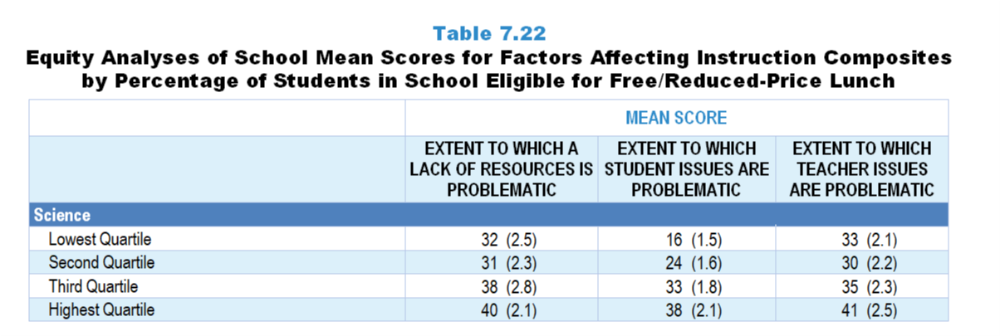 Table 7.22
Equity Analyses of School Mean Scores for Factors Affecting Instruction Composites
by Percentage of Students in School Eligible for Free/Reduced-Price Lunch
MEAN SCORE
EXTENT TO WHICH A LACK OF RESOURCES IS PROBLEMATIC
EXTENT TO WHICH STUDENT ISSUES ARE PROBLEMATIC
EXTENT TO WHICH TEACHER ISSUES ARE PROBLEMATIC
Science
Lowest Quartile 32 (2.5) 16 (1.5) 33 (2.1)
Second Quartile 31 (2.3) 24 (1.6) 30 (2.2)
Third Quartile 38 (2.8) 33 (1.8) 35 (2.3)
Highest Quartile 40 (2.1) 38 (2.1) 41 (2.5)